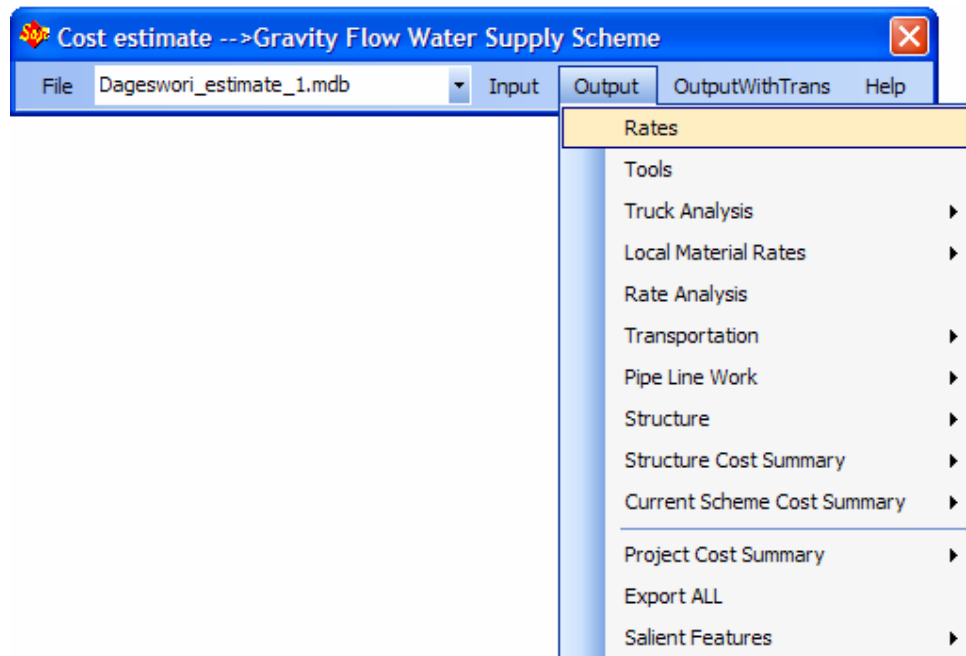 Cost estimate -->Gravity Flow Water Supply Scheme
File Dageswori_estimate_1.mdb Input Output OutputWithTrans Help
Rates
Tools
Truck Analysis
Local Material Rates
Rate Analysis
Transportation
Pipe Line Work
Structure
Structure Cost Summary
Current Scheme Cost Summary
Project Cost Summary
Export ALL
Salient Features